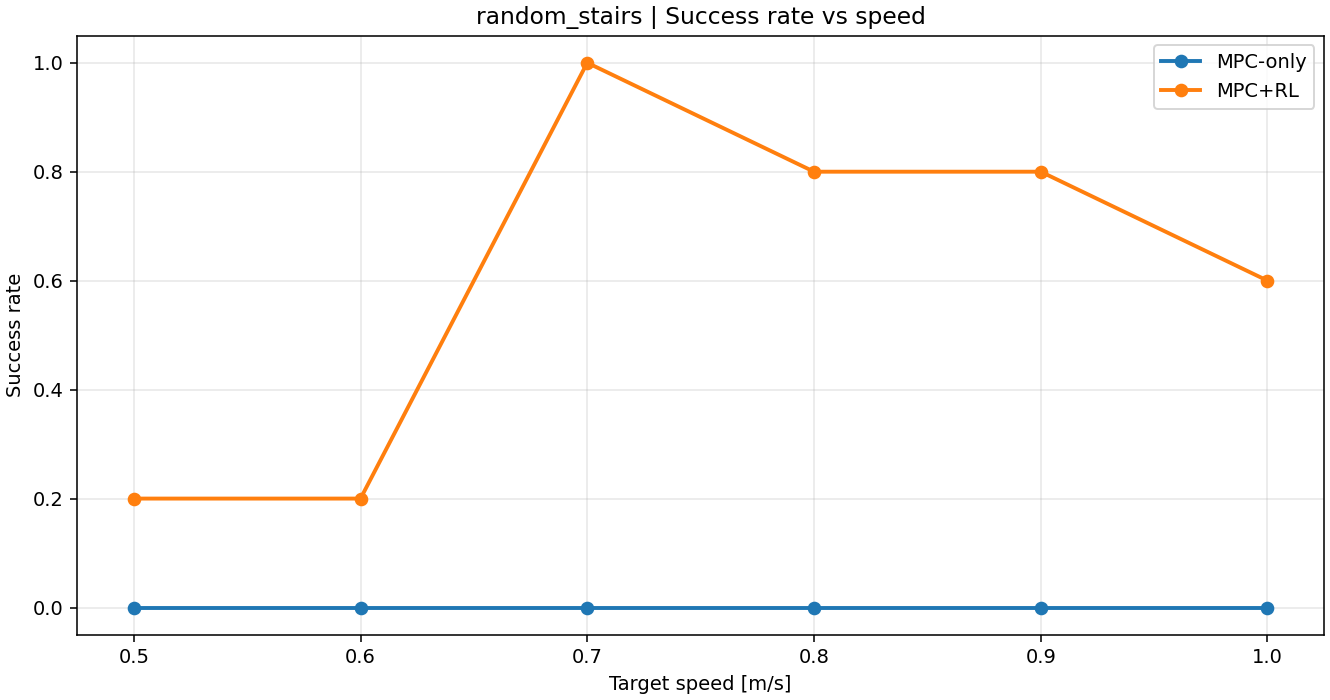 random_stairs | Success rate vs speed
MPC-only
MPC+RL
1.0
0.8
0.6
0.4
0.2
0.0
Success rate
0.5
0.6
0.7
0.8
0.9
1.0
Target speed [m/s]